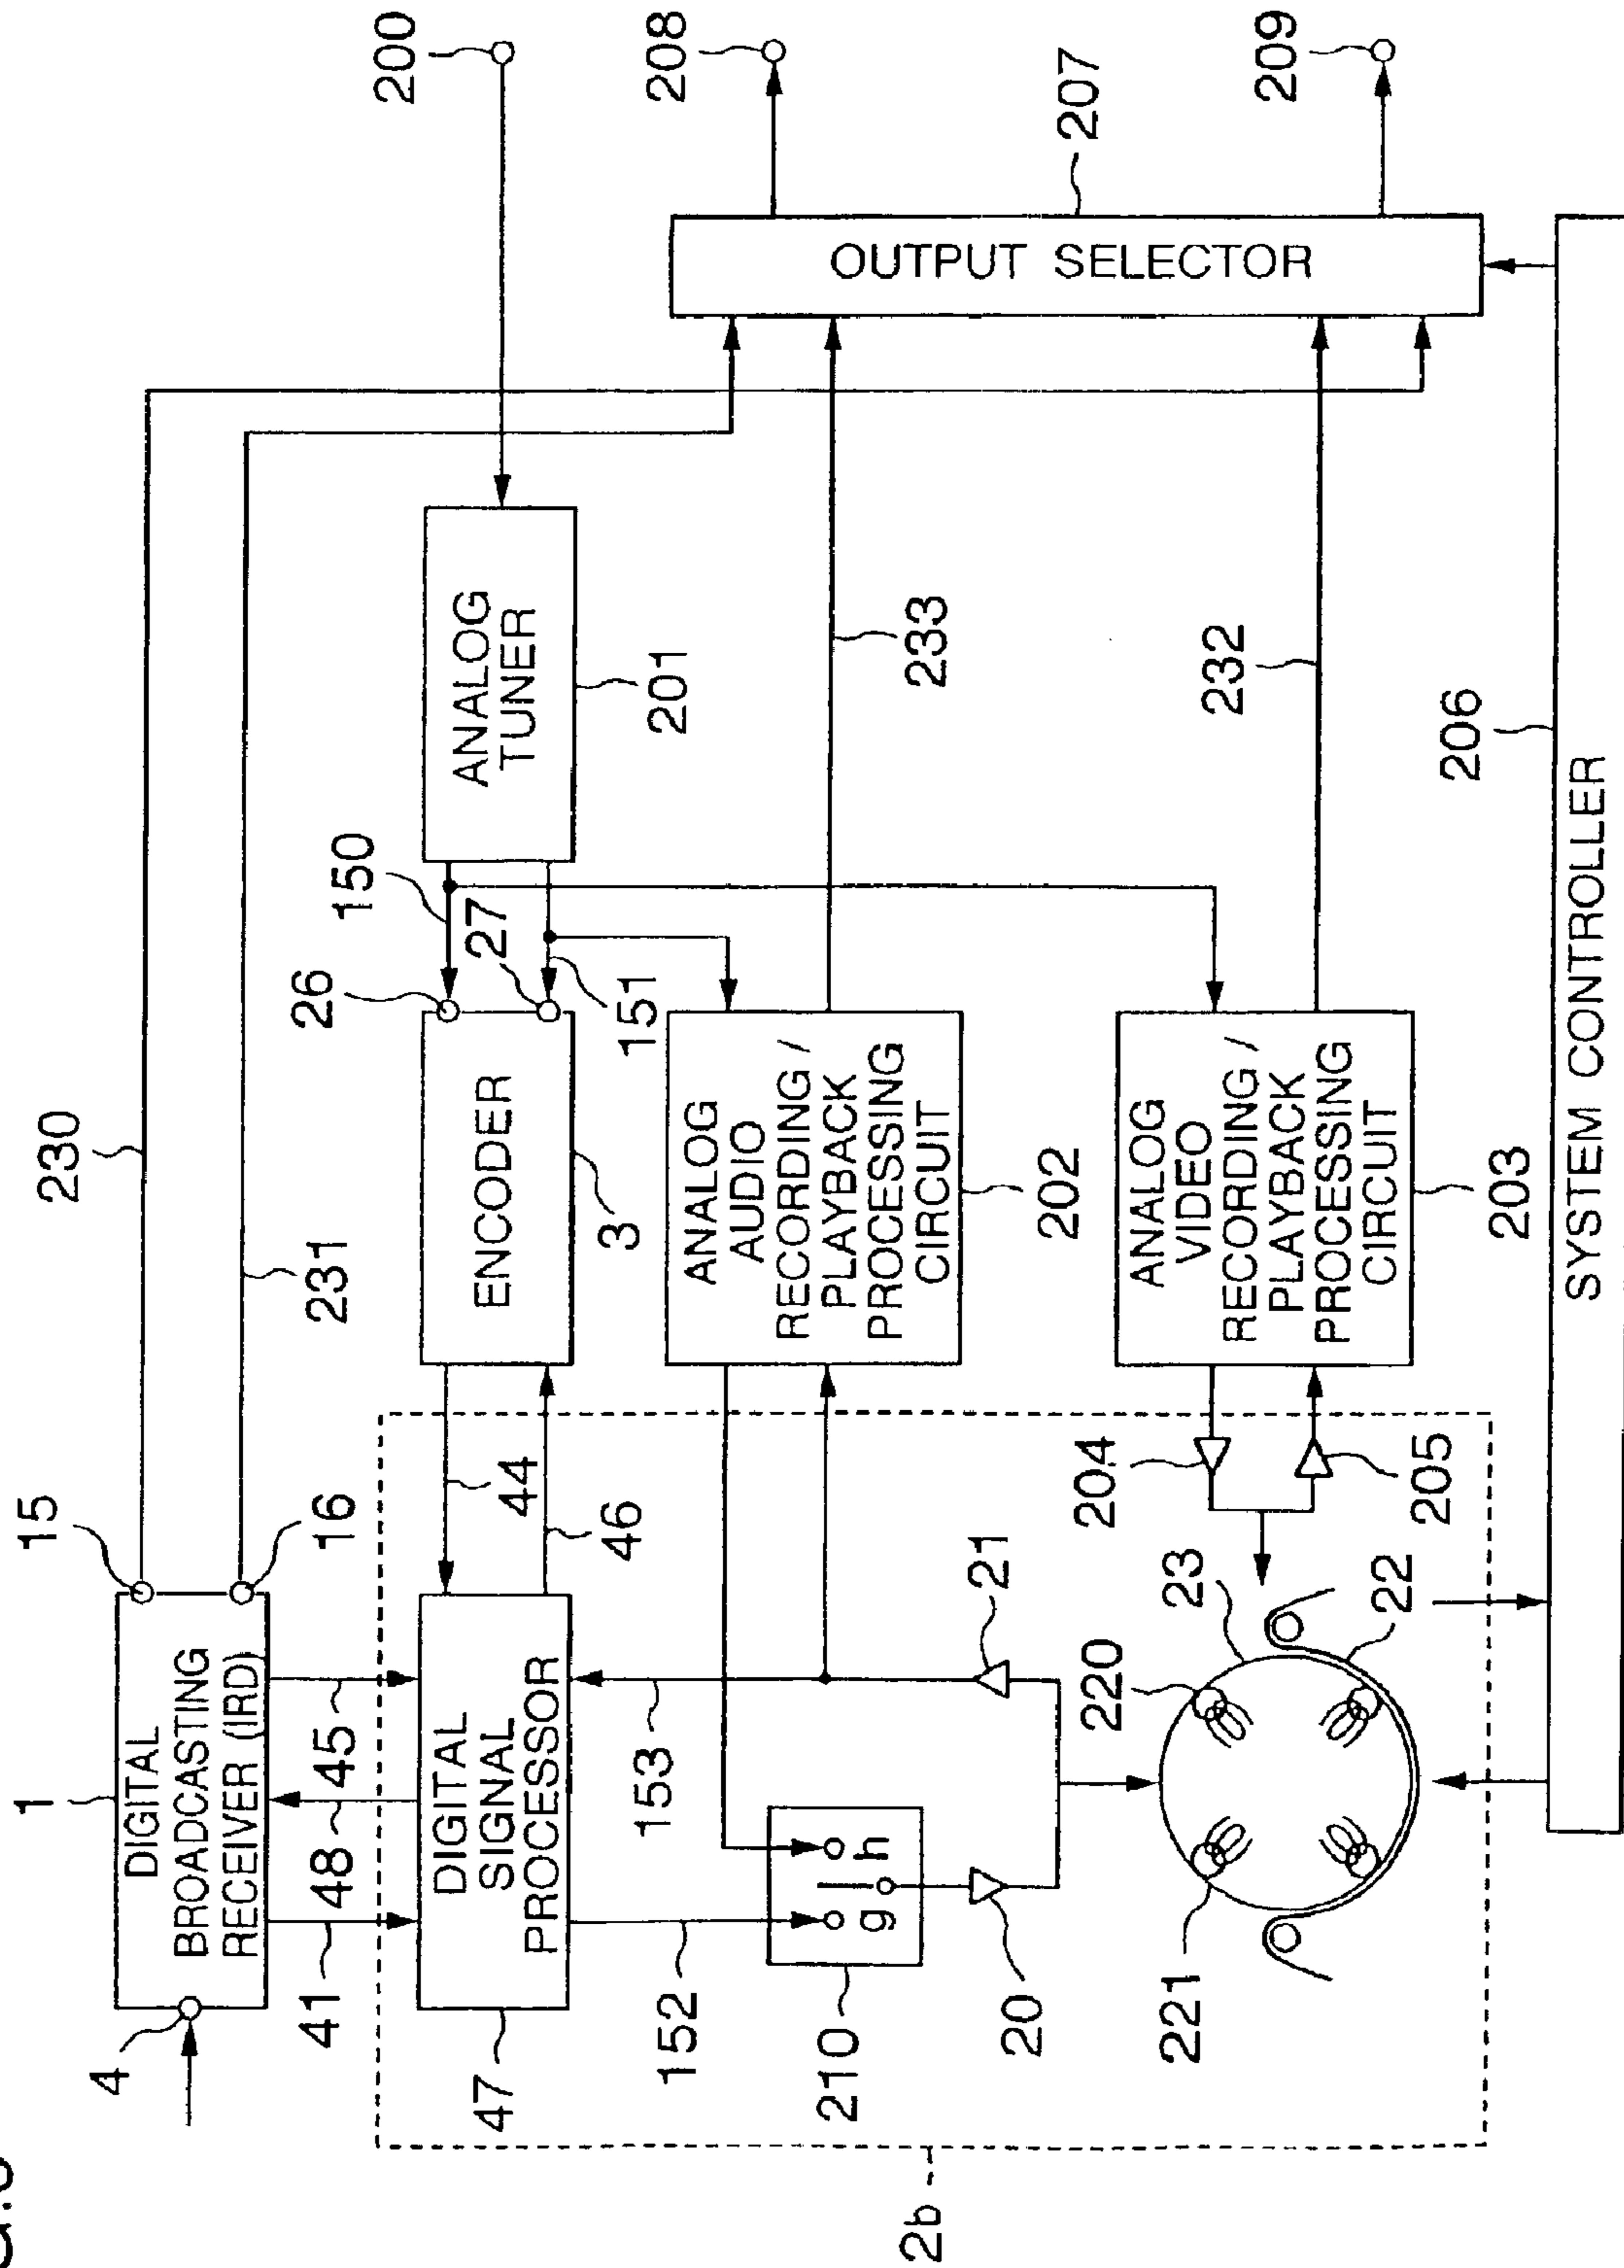 1
DIGITAL
BROADCASTING
RECEIVER (IRD)
4
15
16
230
231
41
48
45
47
DIGITAL
SIGNAL
PROCESSOR
44
46
ENCODER
3
26
27
150
151
ANALOG
TUNER
201
200
152
153
210
g
h
20
21
ANALOG
AUDIO
RECORDING /
PLAYBACK
PROCESSING
CIRCUIT
202
233
ANALOG
VIDEO
RECORDING /
PLAYBACK
PROCESSING
CIRCUIT
203
232
204
205
OUTPUT SELECTOR
207
208
209
221
220
23
22
2b
SYSTEM CONTROLLER
206